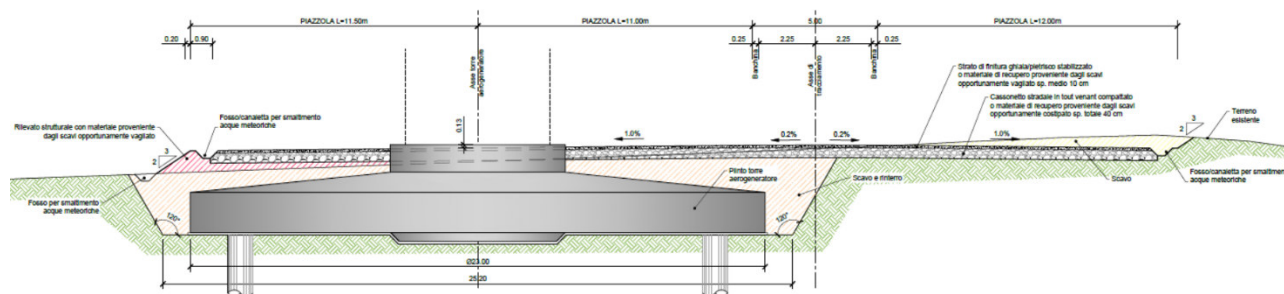 PIAZZOLA L=11.50m
PIAZZOLA L=11.00m
5.00
PIAZZOLA L=12.00m
0.20
0.90
0.25
2.25
2.25
0.25
Banchina
Banchina
Asse torre
aerogeneratore
Asse di
tracciamento
Strato di finitura ghiaia/pietrisco stabilizzato
o materiale di recupero proveniente dagli scavi
opportunamente vagliato sp. medio 10 cm
Cassonetto stradale in tout venant compattato
o materiale di recupero proveniente dagli scavi
opportunamente costipato sp. totale 40 cm
2
3
Terreno
esistente
Fosso/canaletta per smaltimento
acque meteoriche
Rilevato strutturale con materiale proveniente
dagli scavi opportunamente vagliato
3
2
0.13
1.0%
0.2%
0.2%
1.0%
Fosso per smaltimento
acque meteoriche
Plinto torre
aerogeneratore
Scavo e rinterro
Scavo
Fosso/canaletta per smaltimen
acque meteoriche
120°
120°
Ø23.00
25.20